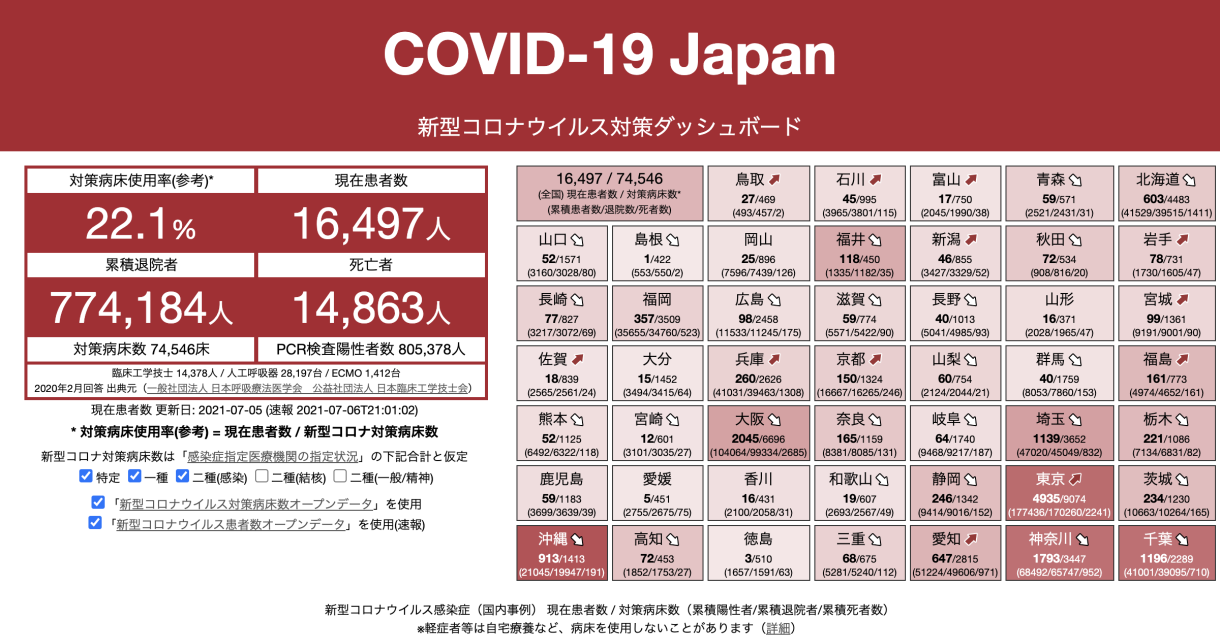 COVID-19 Japan
新型コロナウイルス対策ダッシュボード
対策病床使用率(参考)*
現在患者数
22.1%
16,497人
累積退院者
死亡者
774,184人
14,863人
対策病床数 74,546床
PCR検査陽性者数 805,378人
臨床工学技士 14,378人 / 人工呼吸器 28,197台 / ECMO 1,412台
2020年2月回答 出典元（一般社団法人 日本呼吸療法医学会　公益社団法人 日本臨床工学技士会）
現在患者数 更新日: 2021-07-05 (速報 2021-07-06T21:01:02)
* 対策病床使用率(参考) = 現在患者数 / 新型コロナ対策病床数
新型コロナ対策病床数は「感染症指定医療機関の指定状況」の下記合計と仮定
特定 一種 二種(感染) 二種(結核) 二種(一般/精神)
「新型コロナウイルス対策病床数オープンデータ」を使用
「新型コロナウイルス患者数オープンデータ」を使用(速報)
16,497 / 74,546
(全国) 現在患者数 / 対策病床数*
(累積患者数/退院数/死者数)
鳥取
27/469
(493/457/2)
石川
45/995
(3965/3801/115)
富山
17/750
(2045/1990/38)
青森
59/571
(2521/2431/31)
北海道
603/4483
(41529/39515/1411)
山口
52/1571
(3160/3028/80)
島根
1/422
(553/550/2)
岡山
25/896
(7596/7439/126)
福井
118/450
(1335/1182/35)
新潟
46/855
(3427/3329/52)
秋田
72/534
(908/816/20)
岩手
78/731
(1730/1605/47)
長崎
77/827
(3217/3072/69)
福岡
357/3509
(35655/34760/523)
広島
98/2458
(11533/11245/175)
滋賀
59/774
(5571/5422/90)
長野
40/1013
(5041/4985/93)
山形
16/371
(2028/1965/47)
宮城
99/1361
(9191/9001/90)
佐賀
18/839
(2565/2561/24)
大分
15/1452
(3494/3415/64)
兵庫
260/2626
(41031/39463/1308)
京都
150/1324
(16667/16265/246)
山梨
60/754
(2124/2044/21)
群馬
40/1759
(8053/7860/153)
福島
161/773
(4974/4652/161)
熊本
52/1125
(6492/6322/118)
宮崎
12/601
(3101/3035/27)
大阪
2045/6696
(104064/99334/2685)
奈良
165/1159
(8381/8085/131)
岐阜
64/1740
(9468/9217/187)
埼玉
1139/3652
(47020/45049/832)
栃木
221/1086
(7134/6831/82)
鹿児島
59/1183
(3699/3639/39)
愛媛
5/451
(2755/2675/75)
香川
16/431
(2100/2058/31)
和歌山
19/607
(2693/2567/49)
静岡
246/1342
(9414/9016/152)
東京
4935/9074
(177436/170260/2241)
茨城
234/1230
(10663/10264/165)
沖縄
913/1413
(21045/19947/191)
高知
72/453
(1852/1753/27)
徳島
3/510
(1657/1591/63)
三重
68/675
(5281/5240/112)
愛知
647/2815
(51224/49606/971)
神奈川
1793/3447
(68492/65747/952)
千葉
1196/2289
(41001/39095/710)
新型コロナウイルス感染症（国内事例） 現在患者数 / 対策病床数（累積陽性者/累積退院者/累積死者数）
※軽症者等は自宅療養など、病床を使用しないことがあります（詳細）